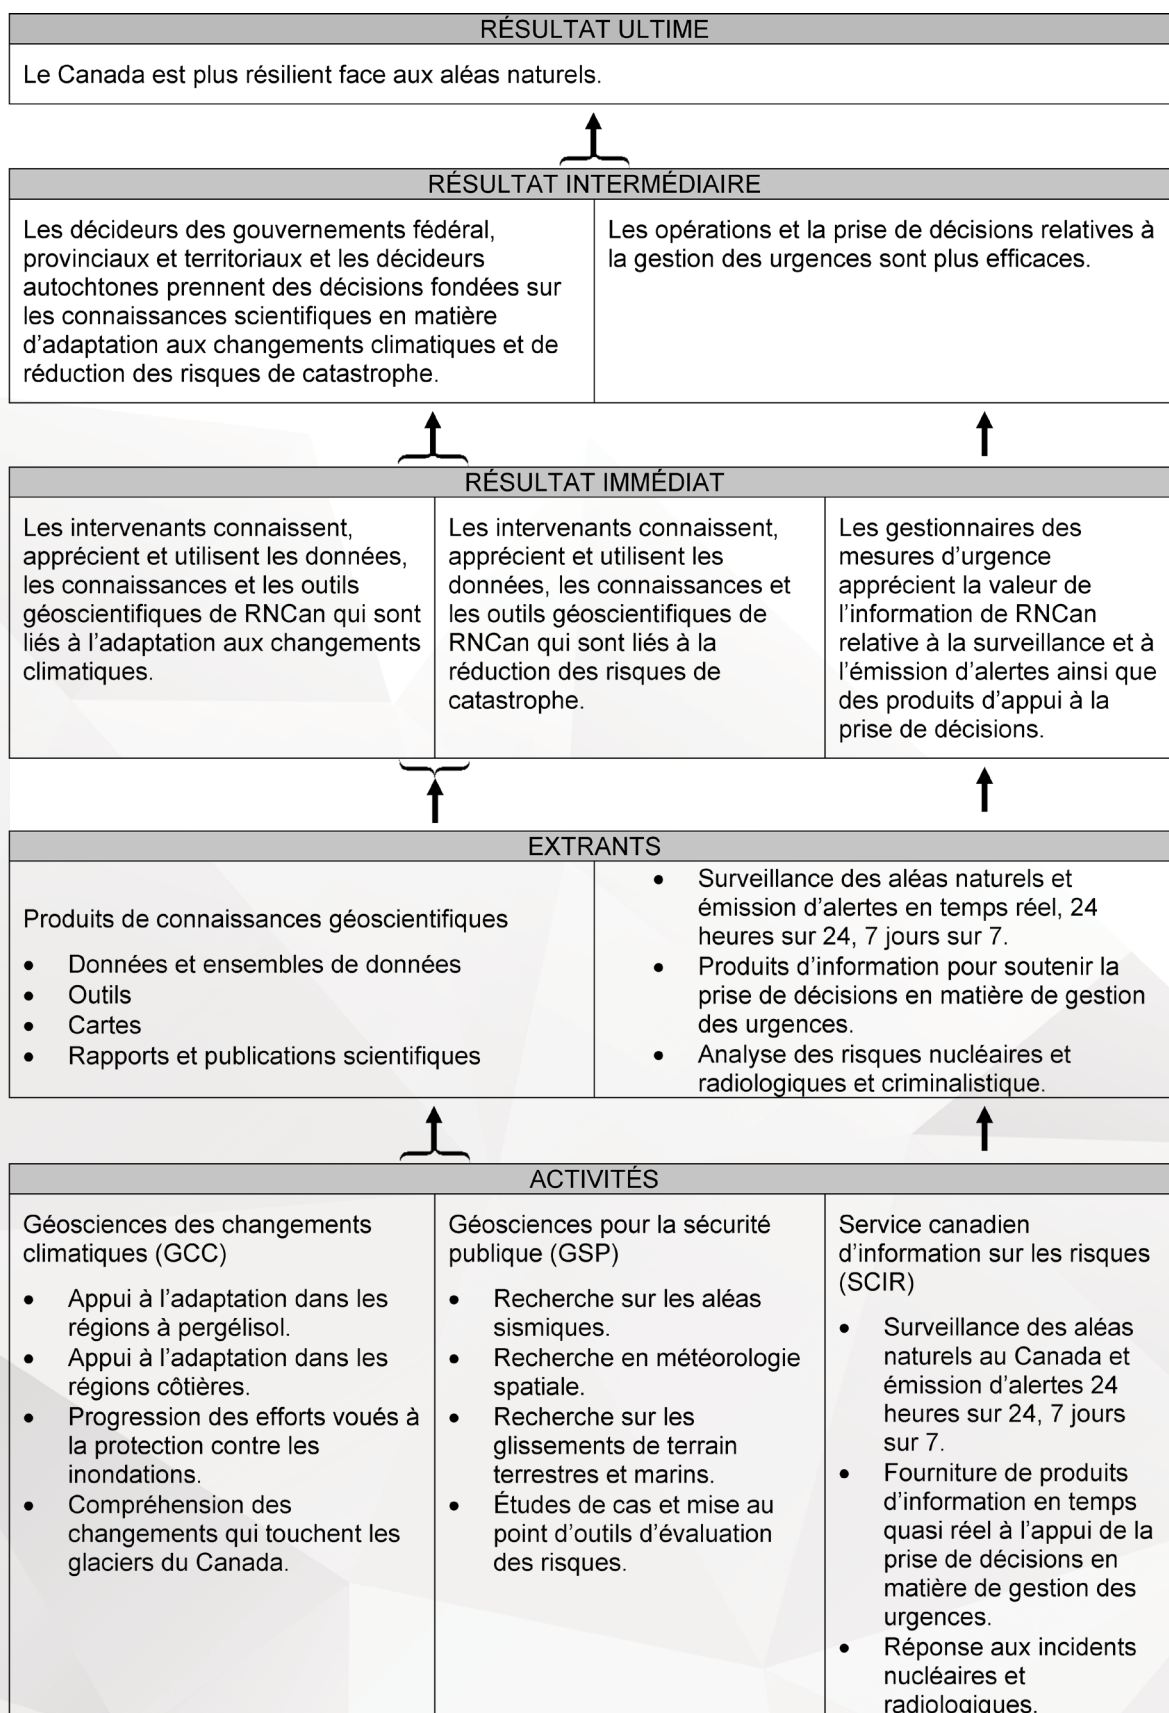 RÉSULTAT ULTIME
Le Canada est plus résilient face aux aléas naturels.
RÉSULTAT INTERMÉDIAIRE
Les décideurs des gouvernements fédéral,
provinciaux et territoriaux et les décideurs
autochtones prennent des décisions fondées sur
les connaissances scientifiques en matière
d'adaptation aux changements climatiques et de
réduction des risques de catastrophe.
Les opérations et la prise de décisions relatives à
la gestion des urgences sont plus efficaces.
RÉSULTAT IMMÉDIAT
Les intervenants connaissent,
apprécient et utilisent les données,
les connaissances et les outils
géoscientifiques de RNCan qui sont
liés à l'adaptation aux changements
climatiques.
Les intervenants connaissent,
apprécient et utilisent les
données, les connaissances et
les outils géoscientifiques de
RNCan qui sont liés à la
réduction des risques de
catastrophe.
Les gestionnaires des
mesures d'urgence
apprécient la valeur de
l'information de RNCan
relative à la surveillance et à
l'émission d'alertes ainsi que
des produits d'appui à la
prise de décisions.
EXTRANTS
Produits de connaissances géoscientifiques
• Données et ensembles de données
• Outils
• Cartes
• Rapports et publications scientifiques
• Surveillance des aléas naturels et
émission d'alertes en temps réel, 24
heures sur 24, 7 jours sur 7.
• Produits d'information pour soutenir la
prise de décisions en matière de gestion
des urgences.
• Analyse des risques nucléaires et
radiologiques et criminalistique.
ACTIVITÉS
Géosciences des changements
climatiques (GCC)
• Appui à l'adaptation dans les
régions à pergélisol.
• Appui à l'adaptation dans les
régions côtières.
• Progression des efforts voués à
la protection contre les
inondations.
• Compréhension des
changements qui touchent les
glaciers du Canada.
Géosciences pour la sécurité
publique (GSP)
• Recherche sur les aléas
sismiques.
• Recherche en météorologie
spatiale.
• Recherche sur les
glissements de terrain
terrestres et marins.
• Études de cas et mise au
point d'outils d'évaluation
des risques.
Service canadien
d'information sur les risques
(SCIR)
• Surveillance des aléas
naturels au Canada et
émission d'alertes 24
heures sur 24, 7 jours
sur 7.
• Fourniture de produits
d'information en temps
quasi réel à l'appui de la
prise de décisions en
matière de gestion des
urgences.
• Réponse aux incidents
nucléaires et
radiologiques.